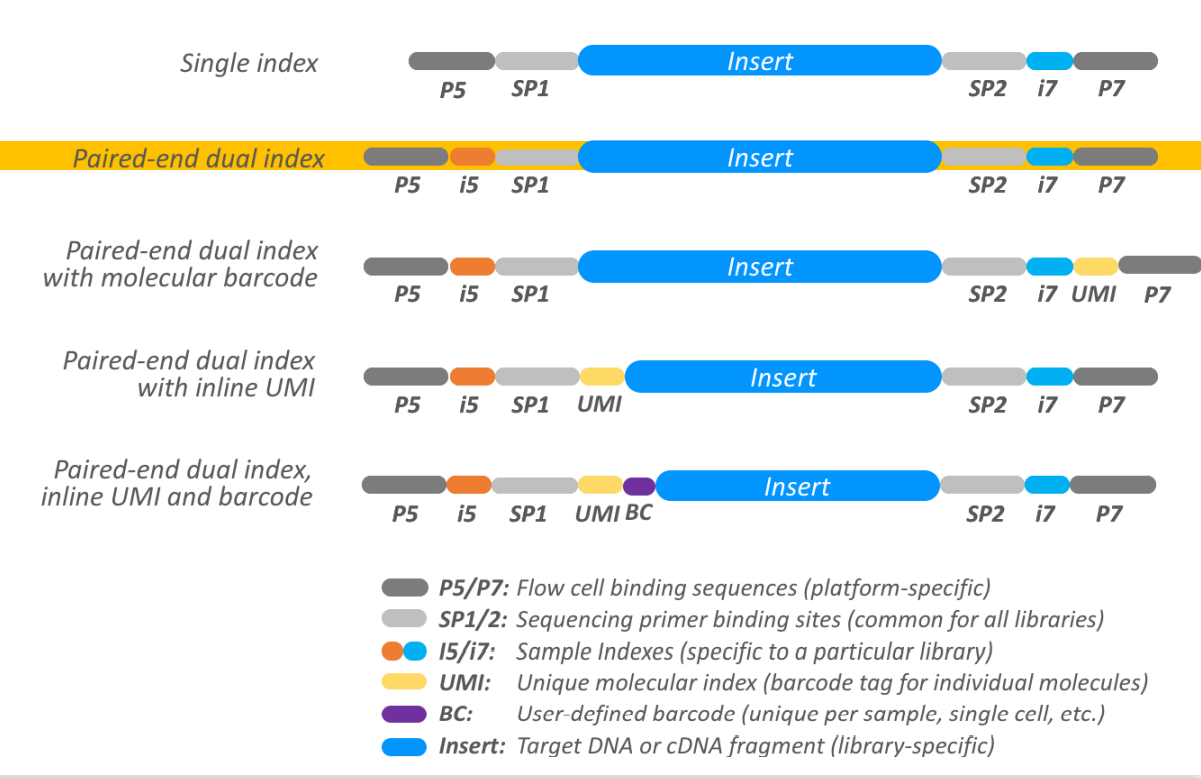 Single index
Insert
P5 SP1 SP2 i7 P7
Paired-end dual index
Insert
P5 i5 SP1 SP2 i7 P7
Paired-end dual index
with molecular barcode
Insert
P5 i5 SP1 SP2 i7 UMI P7
Paired-end dual index
with inline UMI
Insert
P5 i5 SP1 UMI SP2 i7 P7
Paired-end dual index,
inline UMI and barcode
Insert
P5 i5 SP1 UMI BC SP2 i7 P7
P5/P7: Flow cell binding sequences (platform-specific)
SP1/2: Sequencing primer binding sites (common for all libraries)
I5/i7: Sample Indexes (specific to a particular library)
UMI: Unique molecular index (barcode tag for individual molecules)
BC: User-defined barcode (unique per sample, single cell, etc.)
Insert: Target DNA or cDNA fragment (library-specific)